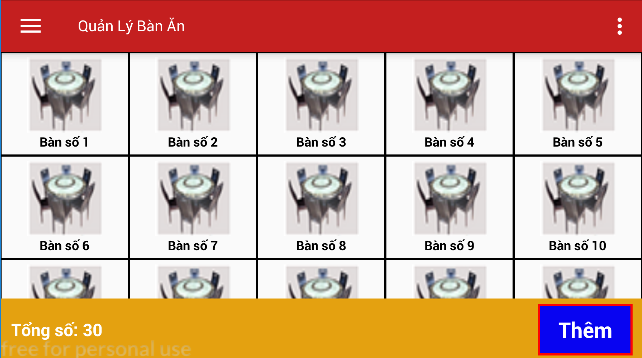 Quản Lý Bàn Ăn
Bàn số 1 Bàn số 2 Bàn số 3 Bàn số 4 Bàn số 5
Bàn số 6 Bàn số 7 Bàn số 8 Bàn số 9 Bàn số 10
Tổng số: 30 Thêm
free for personal use